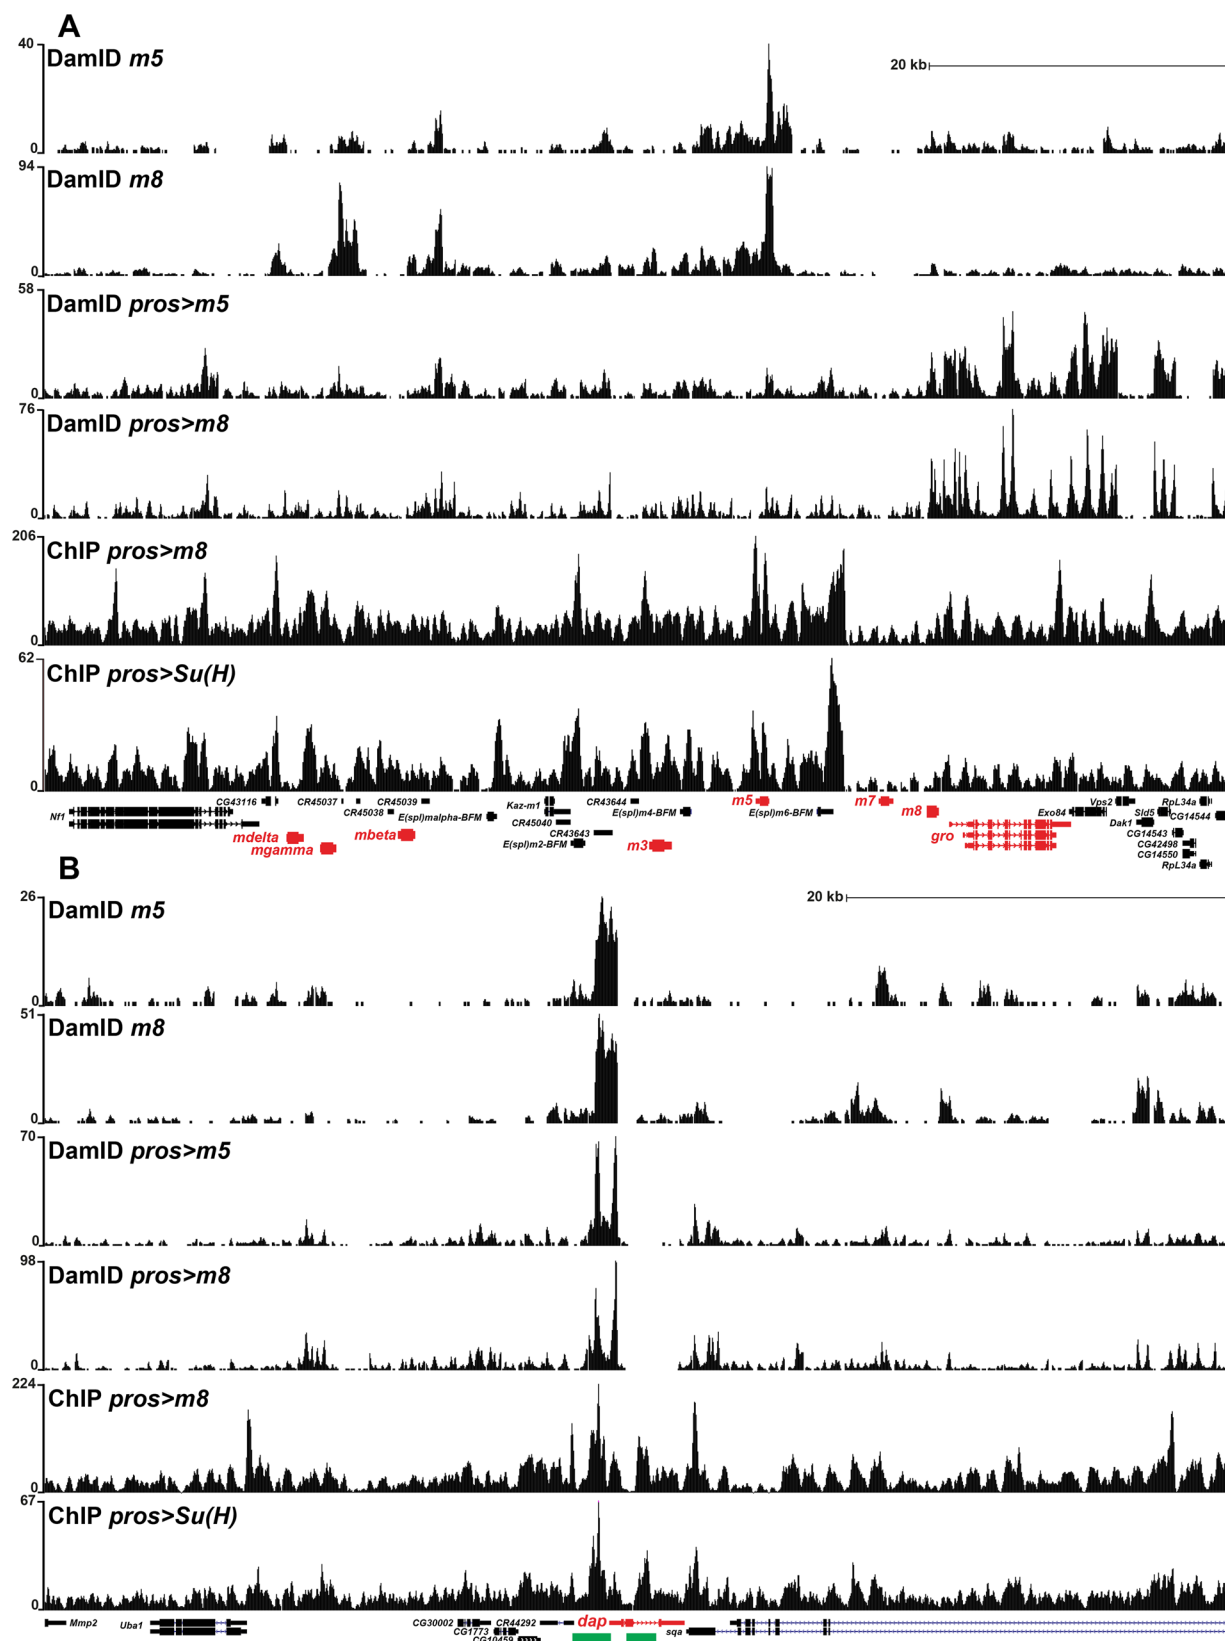 A
40
DamID m5
20 kb
0
94
DamID m8
0
58
DamID pros>m5
0
76
DamID pros>m8
0
206
ChIP pros>m8
0
62
ChIP pros>Su(H)
0
CG43116 CR45037 CR45039 Kaz-m1 CR43644 m5 m7 Vps2 RpL34a
Nf1 CR45038 E(spl)malpha-BFM E(spl)m4-BFM E(spl)m6-BFM m8 Exo84 Sld5 CG14544
CR45040 Dak1
mdelta mbeta CR43643 gro CG14543
mgamma E(spl)m2-BFM m3 CG42498
CG14550
RpL34a
B
26
DamID m5
20 kb
0
51
DamID m8
0
70
DamID pros>m5
0
98
DamID pros>m8
0
224
ChIP pros>m8
0
67
ChIP pros>Su(H)
0
Mmp2 Uba1 CG30002 CR44292 dap
CG1773 sqa
CG10459